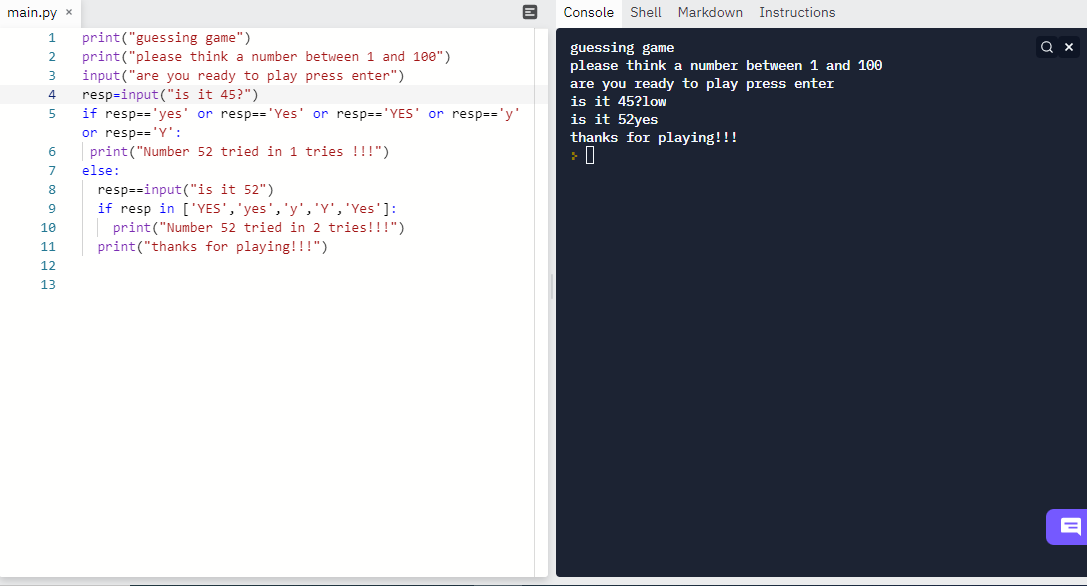 main.py ×
1 print("guessing game")
2 print("please think a number between 1 and 100")
3 input("are you ready to play press enter")
4 resp=input("is it 45?")
5 if resp=='yes' or resp=='Yes' or resp=='YES' or resp=='y'
or resp=='Y':
6 print("Number 52 tried in 1 tries !!!")
7 else:
8 resp==input("is it 52")
9 if resp in ['YES','yes','y','Y','Yes']:
10 print("Number 52 tried in 2 tries!!!")
11 print("thanks for playing!!!")
12
13
Console Shell Markdown Instructions
guessing game
please think a number between 1 and 100
are you ready to play press enter
is it 45?low
is it 52yes
thanks for playing!!!